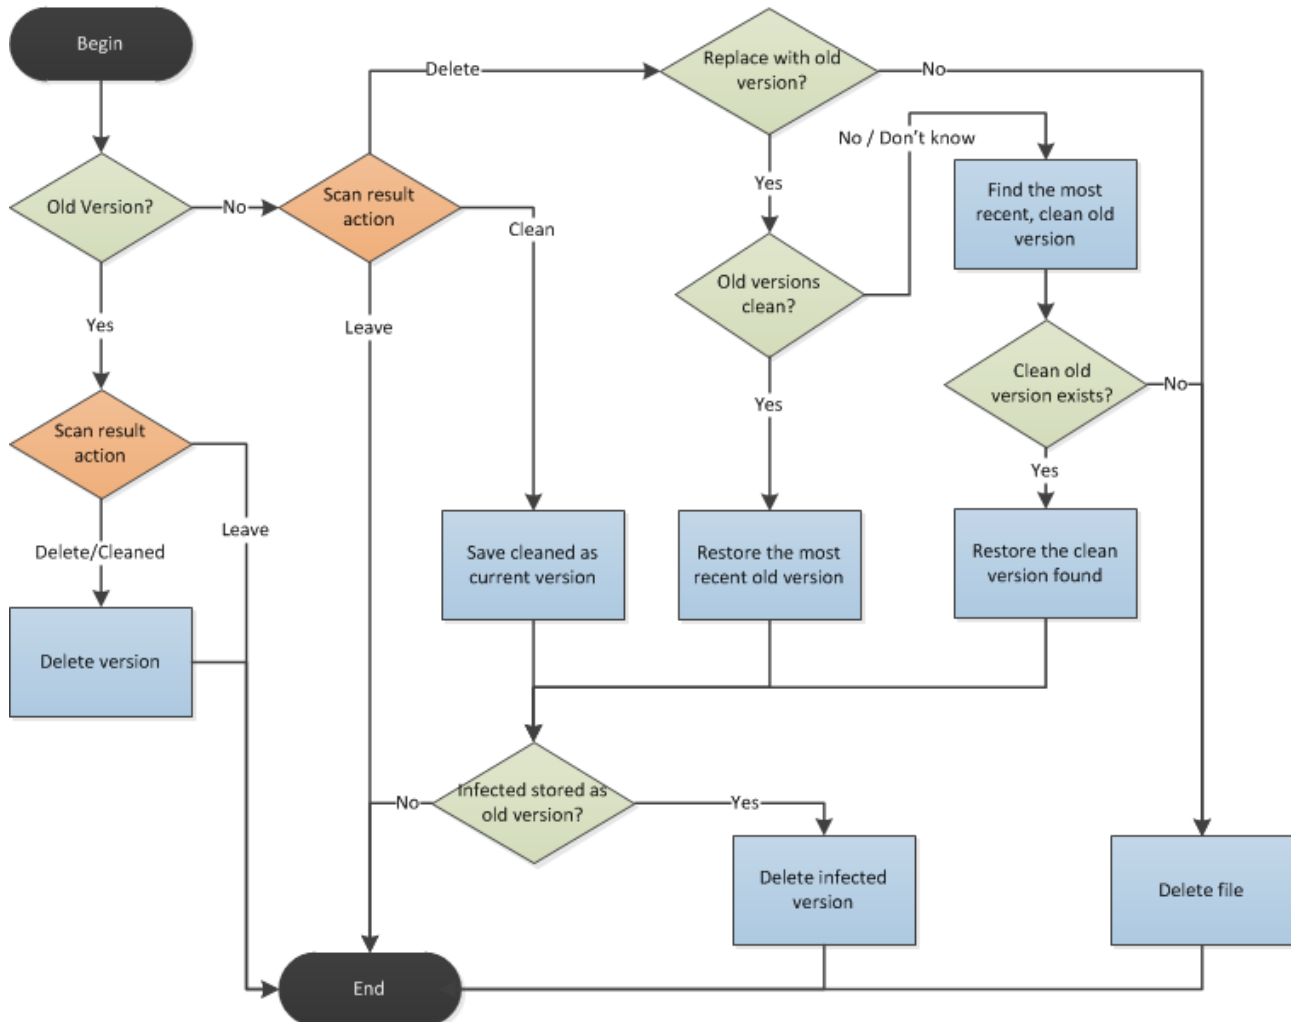 Begin
Delete
Replace with old
version?
No
No / Don't know
Old Version?
No
Scan result
action
Clean
Yes
Find the most
recent, clean old
version
Old versions
clean?
Yes
Leave
Clean old
version exists?
No
Yes
Scan result
action
Yes
Leave
Delete/Cleaned
Save cleaned as
current version
Restore the most
recent old version
Restore the clean
version found
Delete version
No
Infected stored as
old version?
Yes
Delete infected
version
Delete file
End